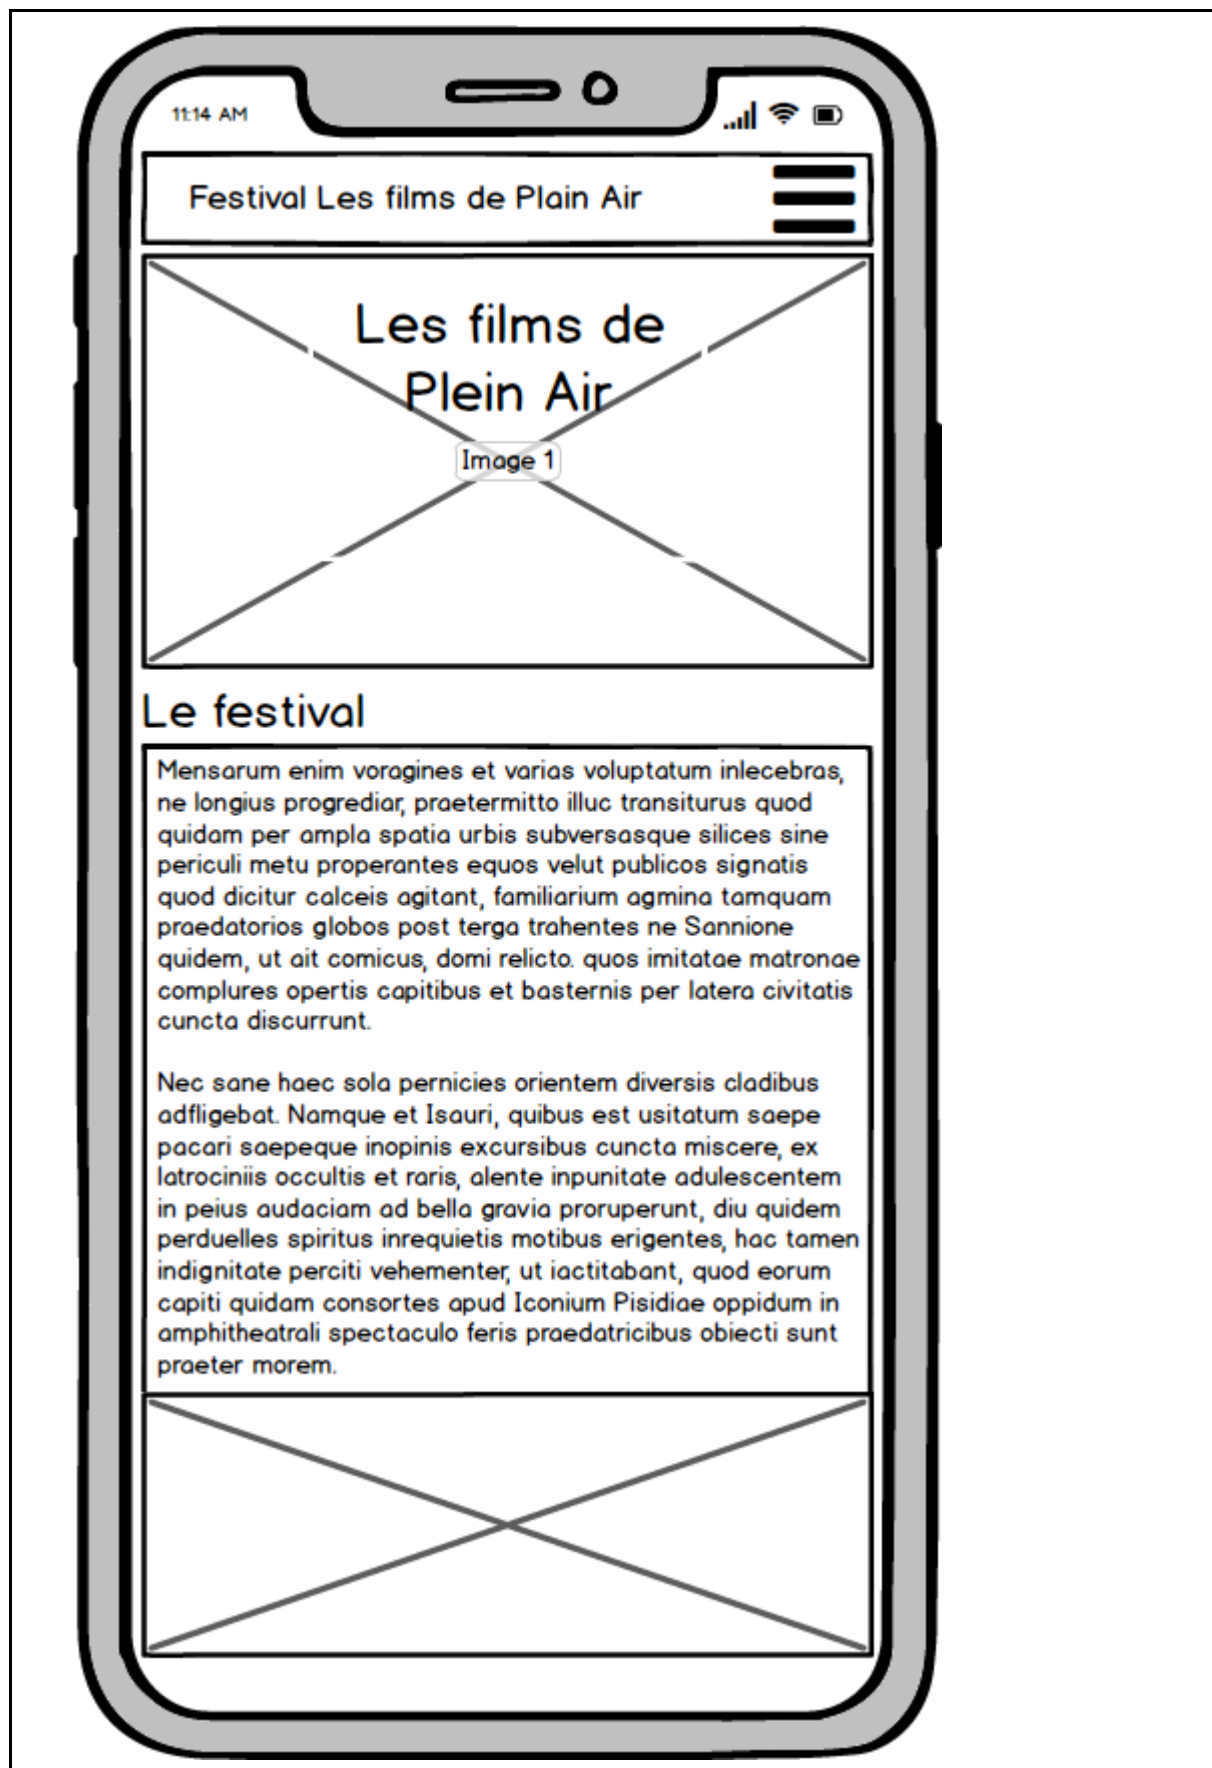 11:14 AM
Festival Les films de Plain Air
Les films de
Plein Air
Image 1
Le festival
Mensarum enim voragines et varias voluptatum inlecebras,
ne longius progrediar, praetermitto illuc transiturus quod
quidam per ampla spatia urbis subversasque silices sine
periculi metu properantes equos velut publicos signatis
quod dicitur calceis agitant, familiarium agmina tamquam
praedatorios globos post terga trahentes ne Sannione
quidem, ut ait comicus, domi relicto. quos imitatae matronae
complures opertis capitibus et basternis per latera civitatis
cuncta discurrunt.
Nec sane haec sola pernicies orientem diversis cladibus
adfligebat. Namque et Isauri, quibus est usitatum saepe
pacari saepeque inopinis excursibus cuncta miscere, ex
latrociniis occultis et raris, alente inpunitate adulescentem
in peius audaciam ad bella gravia proruperunt, diu quidem
perduelles spiritus inrequietis motibus erigentes, hac tamen
indignitate perciti vehementer, ut iactitabant, quod eorum
capiti quidam consortes apud Iconium Pisidiae oppidum in
amphitheatrali spectaculo feris praedatricibus obiecti sunt
praeter morem.